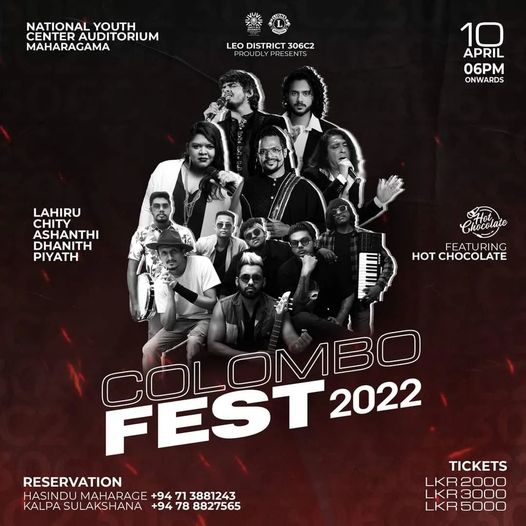 NATIONAL YOUTH
CENTER AUDITORIUM
MAHARAGAMA
LEO DISTRICT 306C2
PROUDLY PRESENTS
10
APRIL
06PM
ONWARDS
LAHIRU
CHITY
ASHANTHI
DHANITH
PIYATH
Hot
Chocolate
FEATURING
HOT CHOCOLATE
COLOMBO
FEST 2022
RESERVATION
HASINDU MAHARAGE +94 71 3881243
KALPA SULAKSHANA +94 78 8827565
TICKETS
LKR 2000
LKR 3000
LKR 5000